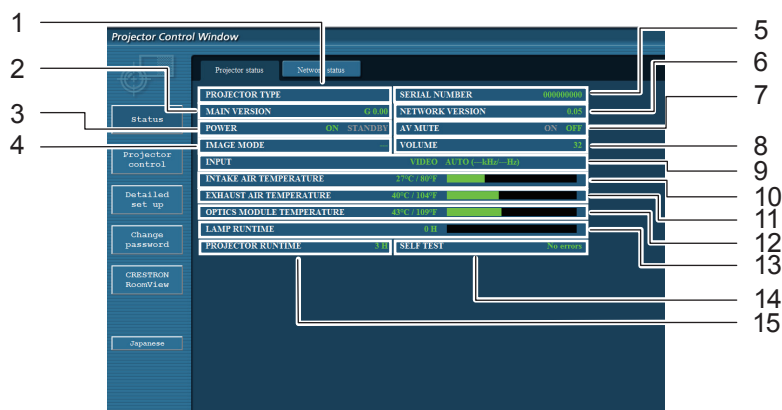 1
Projector Control Window
5
2
6
Projector status
Network status
7
3
PROJECTOR TYPE
SERIAL NUMBER 000000000
MAIN VERSION G 0.00
NETWORK VERSION 0.05
Status
POWER ON STANDBY
AV MUTE ON OFF
4
IMAGE MODE ---
VOLUME 32
8
Projector
control
INPUT VIDEO AUTO (---kHz/---Hz)
9
INTAKE AIR TEMPERATURE 27°C / 80°F
10
Detailed
set up
EXHAUST AIR TEMPERATURE 40°C / 104°F
11
OPTICS MODULE TEMPERATURE 43°C / 109°F
12
Change
password
LAMP RUNTIME 0 H
13
PROJECTOR RUNTIME 3 H
SELF TEST No errors
CRESTRON
RoomView
14
15
Japanese